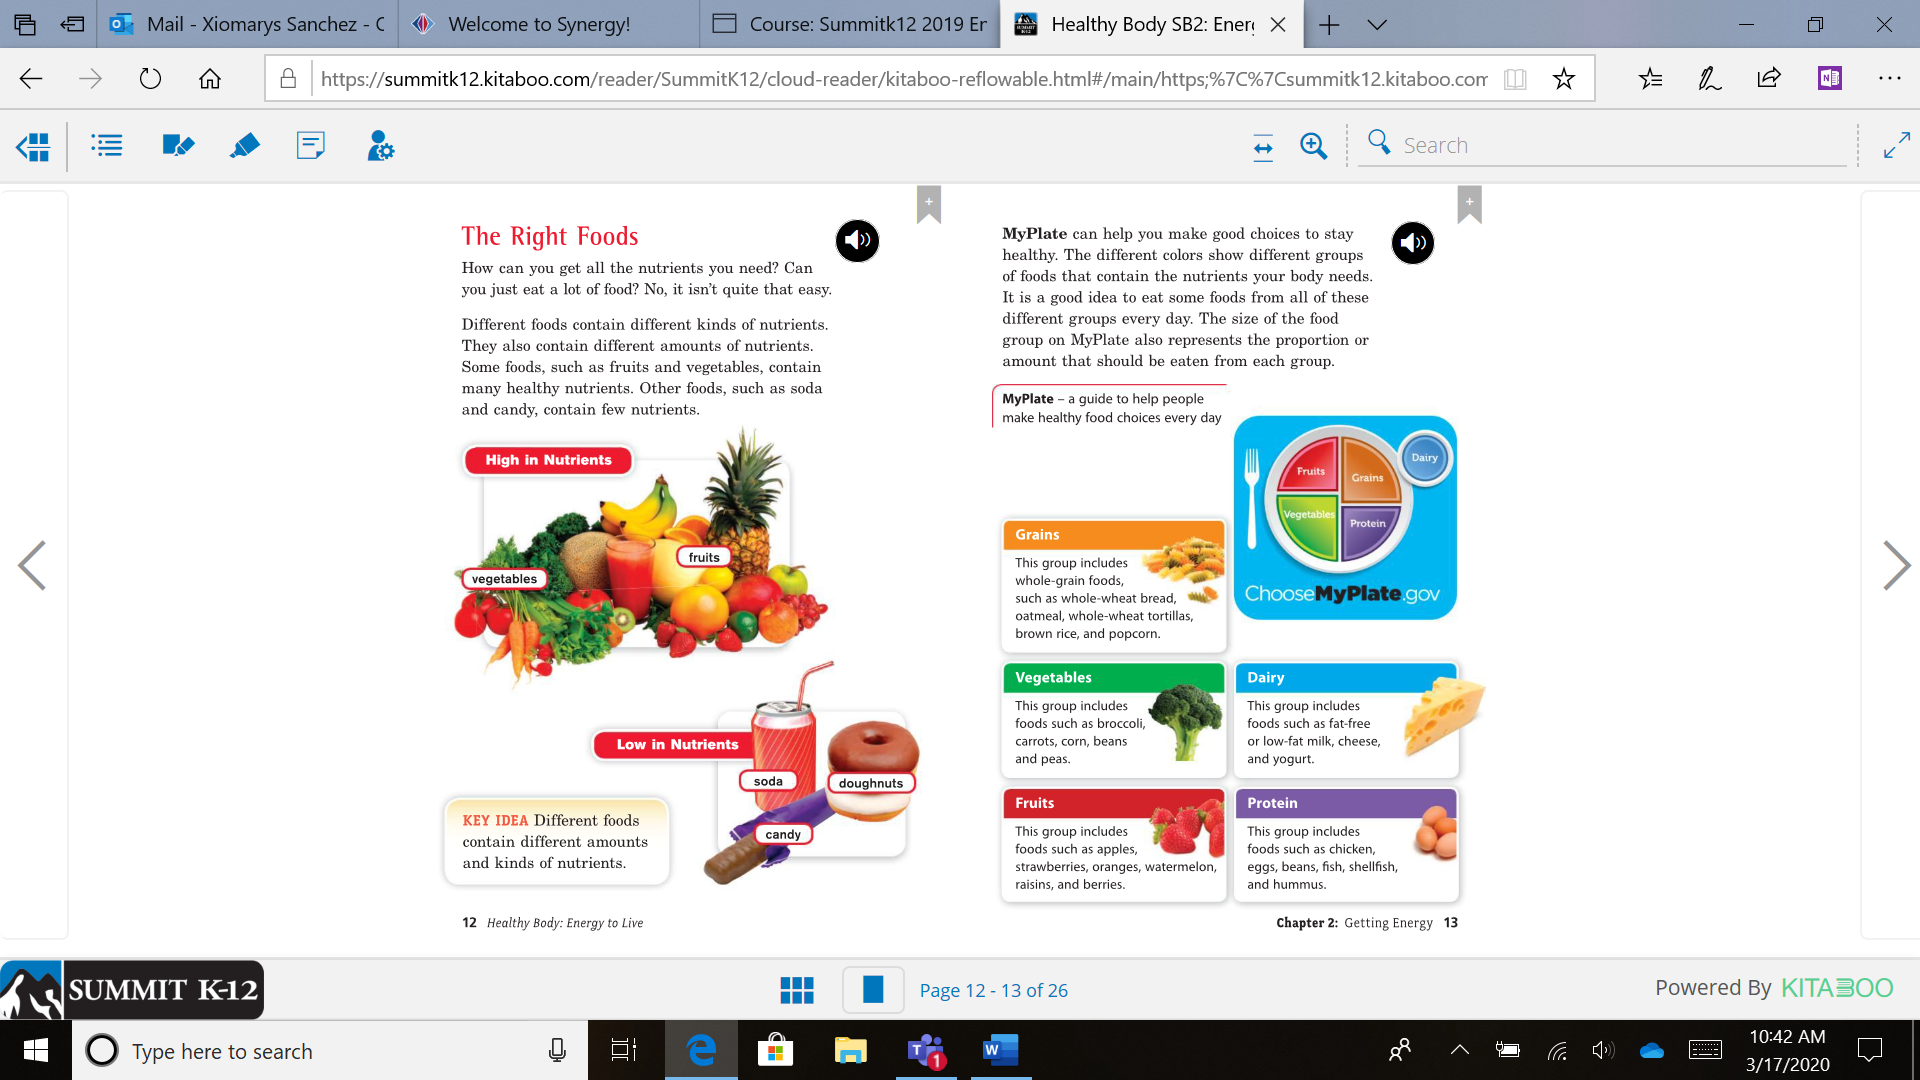 Mail - Xiomarys Sanchez - C
Welcome to Synergy!
Course: Summitk12 2019 En
Healthy Body SB2: Energ
https://summitk12.kitaboo.com/reader/SummitK12/cloud-reader/kitaboo-reflowable.html#/main/https;%7C%7Csummitk12.kitaboo.com
Search
The Right Foods
How can you get all the nutrients you need? Can
you just eat a lot of food? No, it isn't quite that easy.
Different foods contain different kinds of nutrients.
They also contain different amounts of nutrients.
Some foods, such as fruits and vegetables, contain
many healthy nutrients. Other foods, such as soda
and candy, contain few nutrients.
High in Nutrients
fruits
vegetables
Low in Nutrients
soda
doughnuts
candy
KEY IDEA Different foods
contain different amounts
and kinds of nutrients.
12 Healthy Body: Energy to Live
MyPlate can help you make good choices to stay
healthy. The different colors show different groups
of foods that contain the nutrients your body needs.
It is a good idea to eat some foods from all of these
different groups every day. The size of the food
group on MyPlate also represents the proportion or
amount that should be eaten from each group.
MyPlate – a guide to help people
make healthy food choices every day
Dairy
Fruits
Grains
Vegetables
Protein
ChooseMyPlate.gov
Grains
This group includes
whole-grain foods,
such as whole-wheat bread,
oatmeal, whole-wheat tortillas,
brown rice, and popcorn.
Vegetables
This group includes
foods such as broccoli,
carrots, corn, beans
and peas.
Dairy
This group includes
foods such as fat-free
or low-fat milk, cheese,
and yogurt.
Fruits
This group includes
foods such as apples,
strawberries, oranges, watermelon,
raisins, and berries.
Protein
This group includes
foods such as chicken,
eggs, beans, fish, shellfish,
and hummus.
Chapter 2: Getting Energy 13
SUMMIT K-12
Page 12 - 13 of 26
Powered By KITABOO
Type here to search
1
10:42 AM
3/17/2020